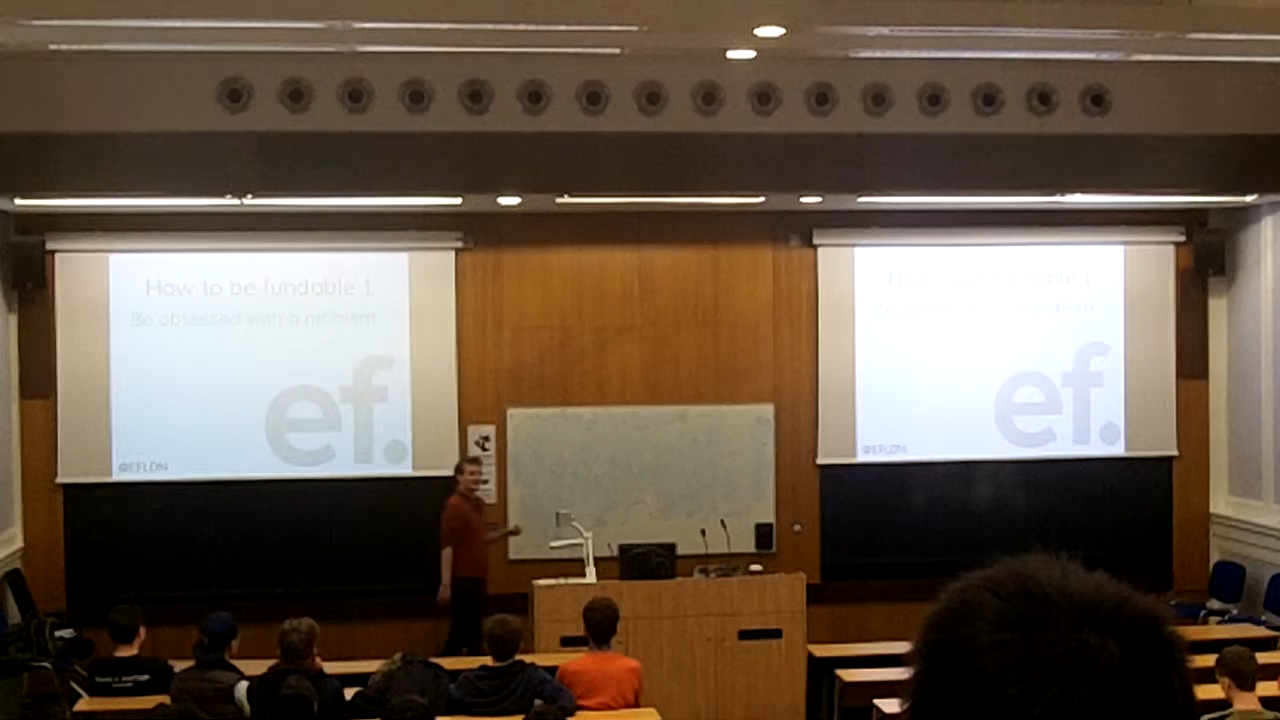 How to be fundable 1
Be obsessed with a problem.
ef.
@EFLDN
ef.
@EFLDN